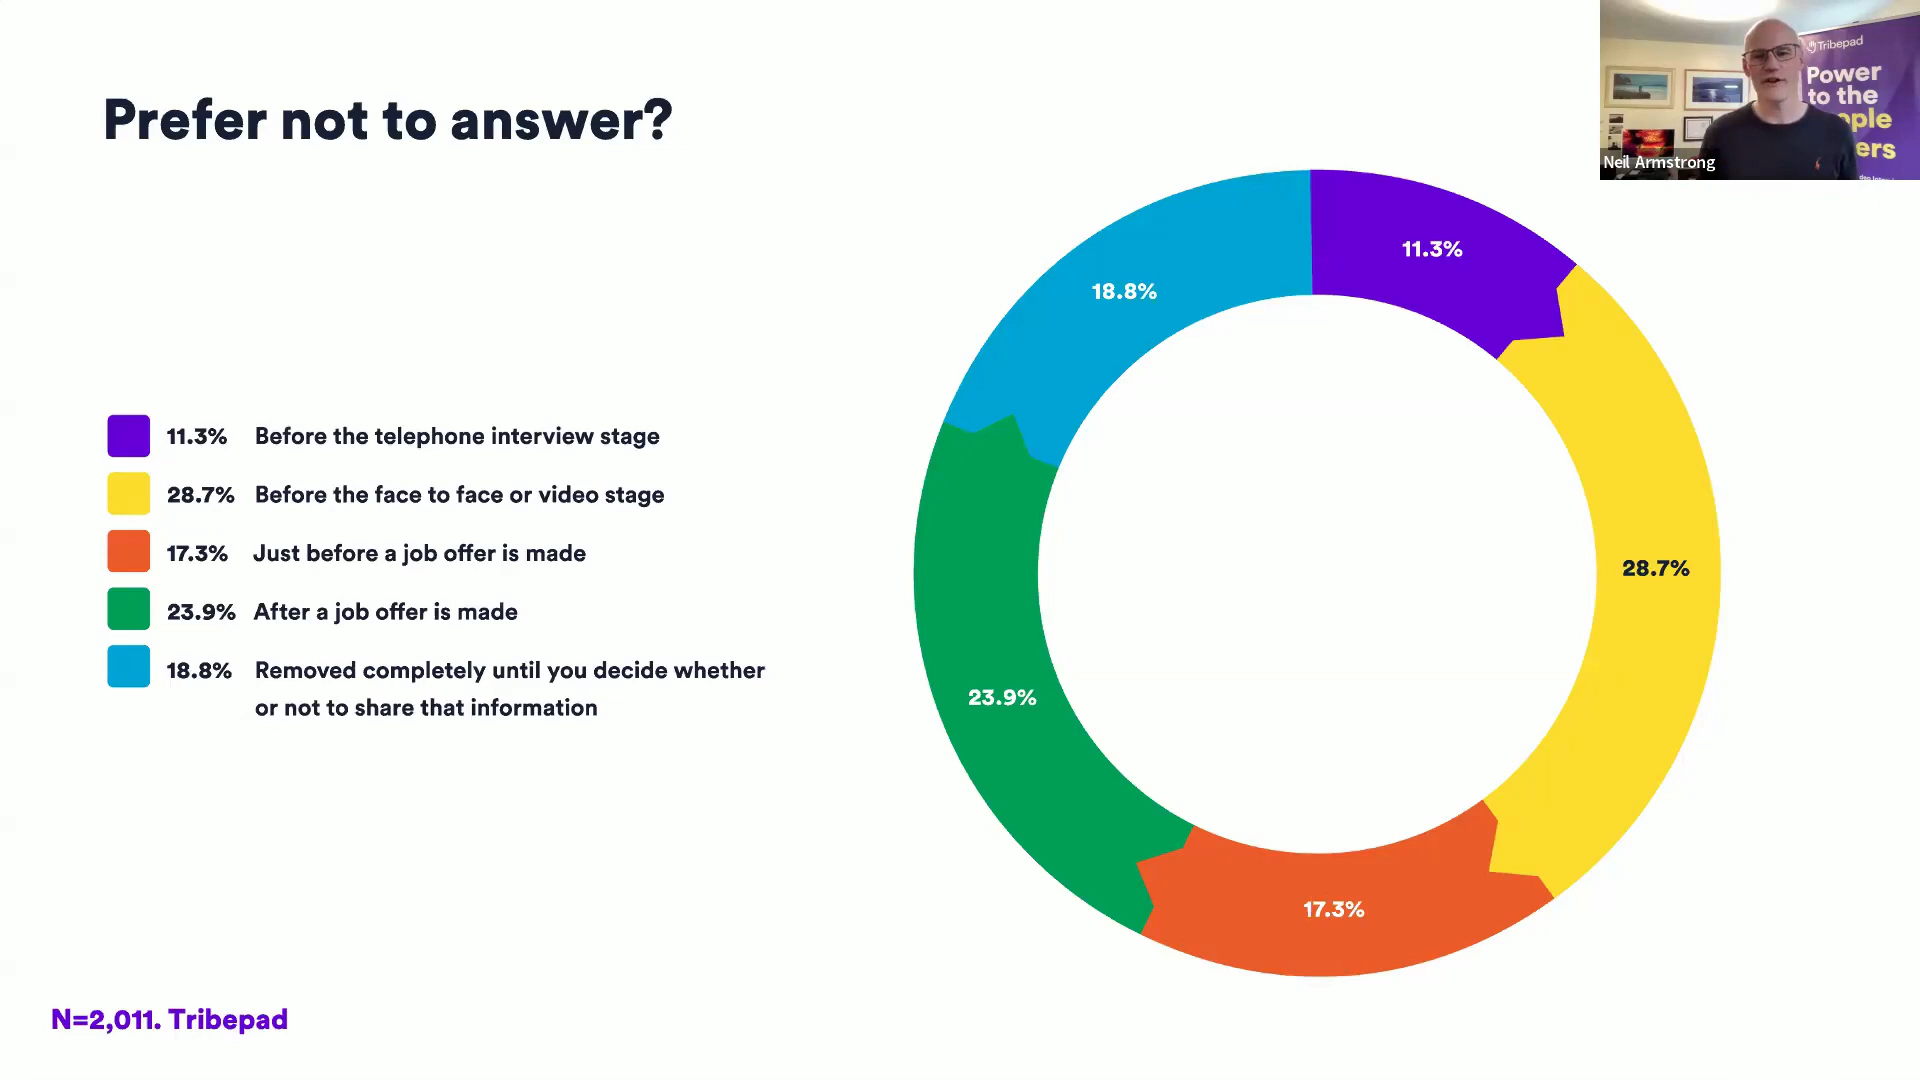 Prefer not to answer?
11.3% Before the telephone interview stage
28.7% Before the face to face or video stage
17.3% Just before a job offer is made
23.9% After a job offer is made
18.8% Removed completely until you decide whether
or not to share that information
11.3%
18.8%
28.7%
23.9%
17.3%
N=2,011. Tribepad
Tribepad
Power
to the
ople
ers
Neil Armstrong